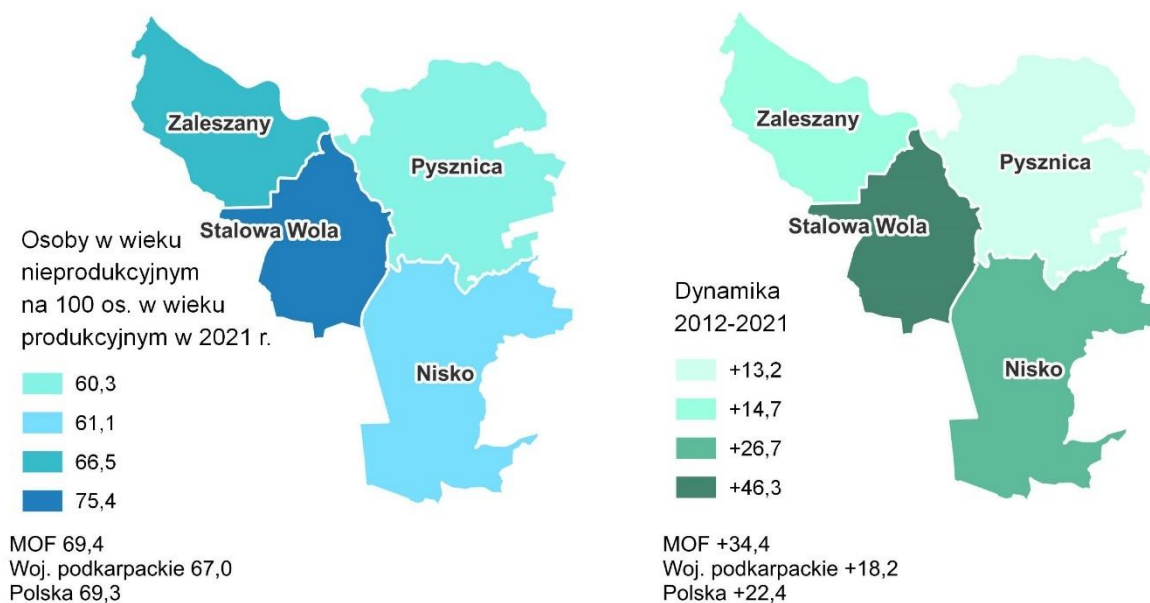 Zaleszany
Pysznica
Stalowa Wola
Nisko
Osoby w wieku
nieprodukcyjnym
na 100 os. w wieku
produkcyjnym w 2021 r.
60,3
61,1
66,5
75,4
MOF 69,4
Woj. podkarpackie 67,0
Polska 69,3
Zaleszany
Pysznica
Stalowa Wola
Nisko
Dynamika
2012-2021
+13,2
+14,7
+26,7
+46,3
MOF +34,4
Woj. podkarpackie +18,2
Polska +22,4